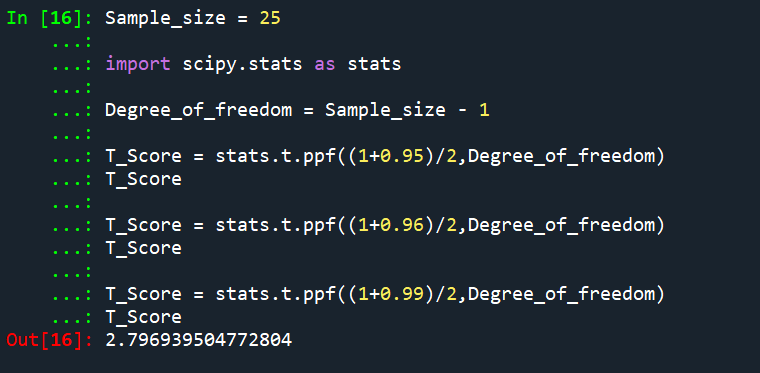 In [16]: Sample_size = 25
...:
...: import scipy.stats as stats
...:
...: Degree_of_freedom = Sample_size - 1
...:
...: T_Score = stats.t.ppf((1+0.95)/2,Degree_of_freedom)
...: T_Score
...:
...: T_Score = stats.t.ppf((1+0.96)/2,Degree_of_freedom)
...: T_Score
...:
...: T_Score = stats.t.ppf((1+0.99)/2,Degree_of_freedom)
...: T_Score
Out[16]: 2.796939504772804